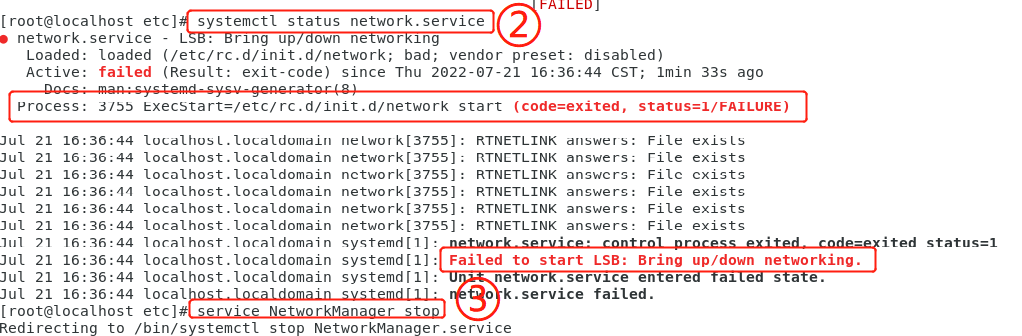 [FAILED]
[root@localhost etc]# systemctl status network.service ②
● network.service - LSB: Bring up/down networking
Loaded: loaded (/etc/rc.d/init.d/network; bad; vendor preset: disabled)
Active: failed (Result: exit-code) since Thu 2022-07-21 16:36:44 CST; 1min 33s ago
Docs: man:systemd-sysv-generator(8)
Process: 3755 ExecStart=/etc/rc.d/init.d/network start (code=exited, status=1/FAILURE)
Jul 21 16:36:44 localhost.localdomain network[3755]: RTNETLINK answers: File exists
Jul 21 16:36:44 localhost.localdomain network[3755]: RTNETLINK answers: File exists
Jul 21 16:36:44 localhost.localdomain network[3755]: RTNETLINK answers: File exists
Jul 21 16:36:44 localhost.localdomain network[3755]: RTNETLINK answers: File exists
Jul 21 16:36:44 localhost.localdomain network[3755]: RTNETLINK answers: File exists
Jul 21 16:36:44 localhost.localdomain network[3755]: RTNETLINK answers: File exists
Jul 21 16:36:44 localhost.localdomain systemd[1]: network.service: control process exited, code=exited status=1
Jul 21 16:36:44 localhost.localdomain systemd[1]: Failed to start LSB: Bring up/down networking.
Jul 21 16:36:44 localhost.localdomain systemd[1]: Unit network.service entered failed state.
Jul 21 16:36:44 localhost.localdomain systemd[1]: network.service failed.
[root@localhost etc]# service NetworkManager stop ③
Redirecting to /bin/systemctl stop NetworkManager.service